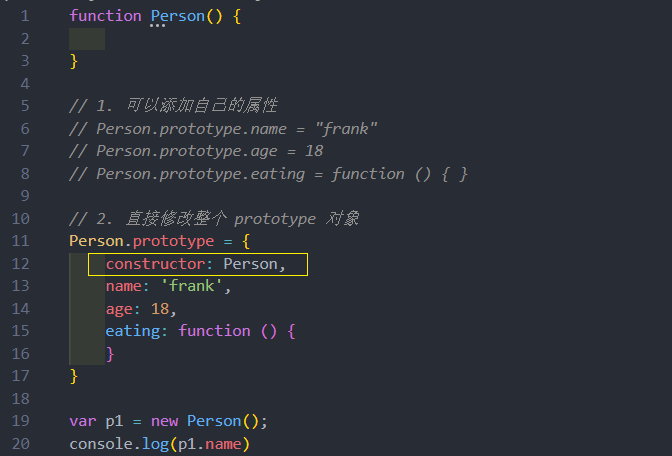 1 function Person() {
2
3 }
4
5 // 1. 可以添加自己的属性
6 // Person.prototype.name = "frank"
7 // Person.prototype.age = 18
8 // Person.prototype.eating = function () { }
9
10 // 2. 直接修改整个 prototype 对象
11 Person.prototype = {
12 constructor: Person,
13 name: 'frank',
14 age: 18,
15 eating: function () {
16 }
17 }
18
19 var p1 = new Person();
20 console.log(p1.name)